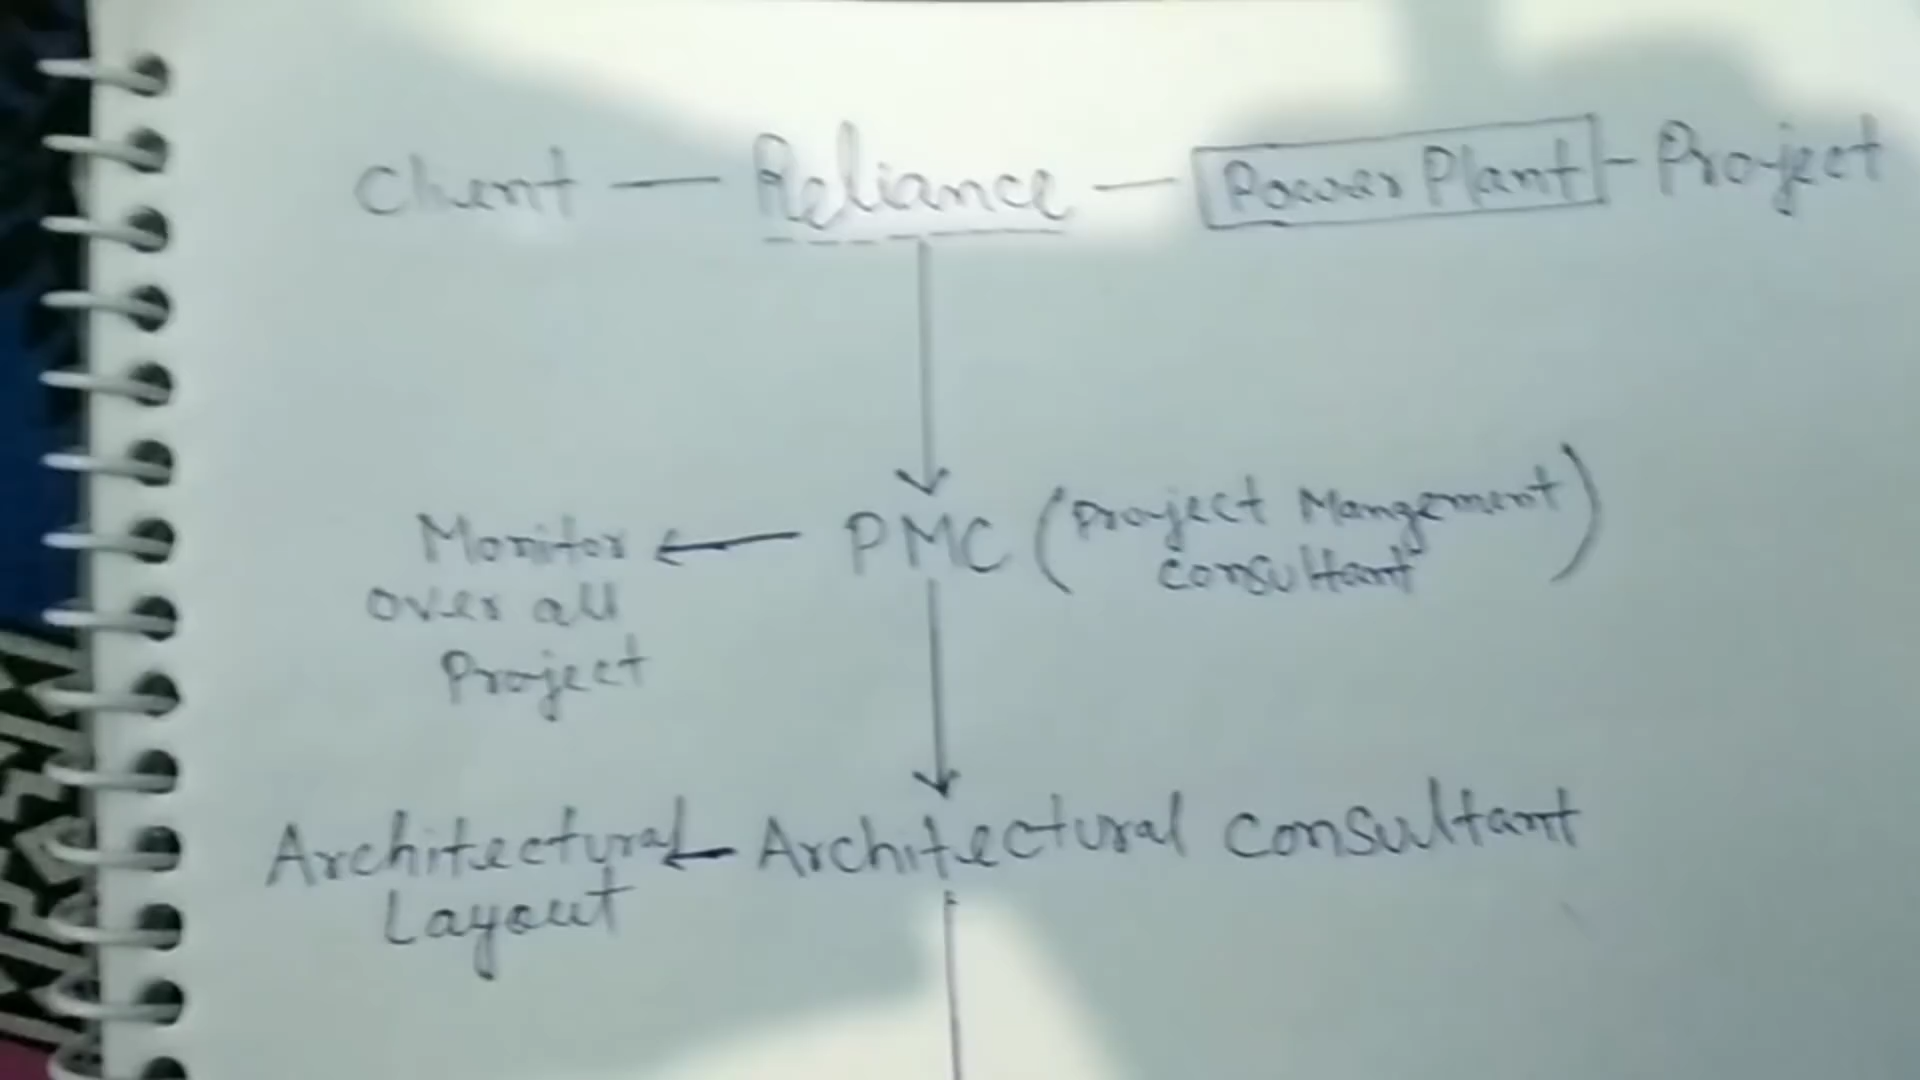 Client — Reliance — Power Plant - Project
Monitor ← PMC (Project Mangement
consultant)
over all
Project
Architectural ← Architectural consultant
Layout